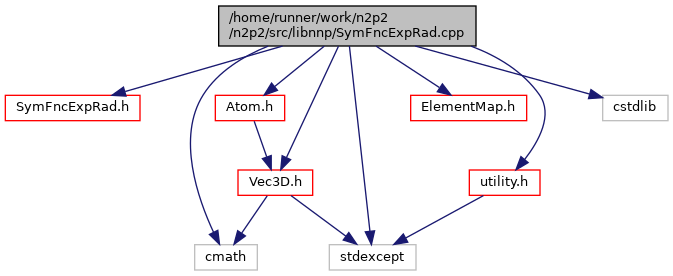 /home/runner/work/n2p2
/n2p2/src/libnnp/SymFncExpRad.cpp
SymFncExpRad.h
Atom.h
ElementMap.h
cstdlib
Vec3D.h
utility.h
cmath
stdexcept